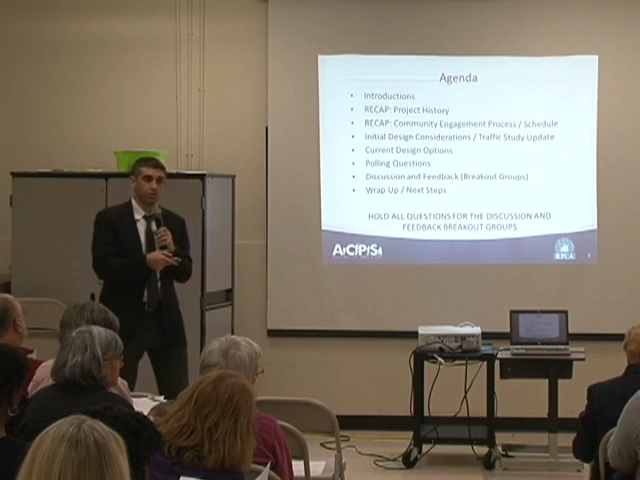 Agenda
• Introductions
• RECAP: Project History
• RECAP: Community Engagement Process / Schedule
• Initial Design Considerations / Traffic Study Update
• Current Design Options
• Polling Questions
• Discussion and Feedback (Breakout Groups)
• Wrap Up / Next Steps
HOLD ALL QUESTIONS FOR THE DISCUSSION AND
FEEDBACK BREAKOUT GROUPS
A|C|P|S
RPCA